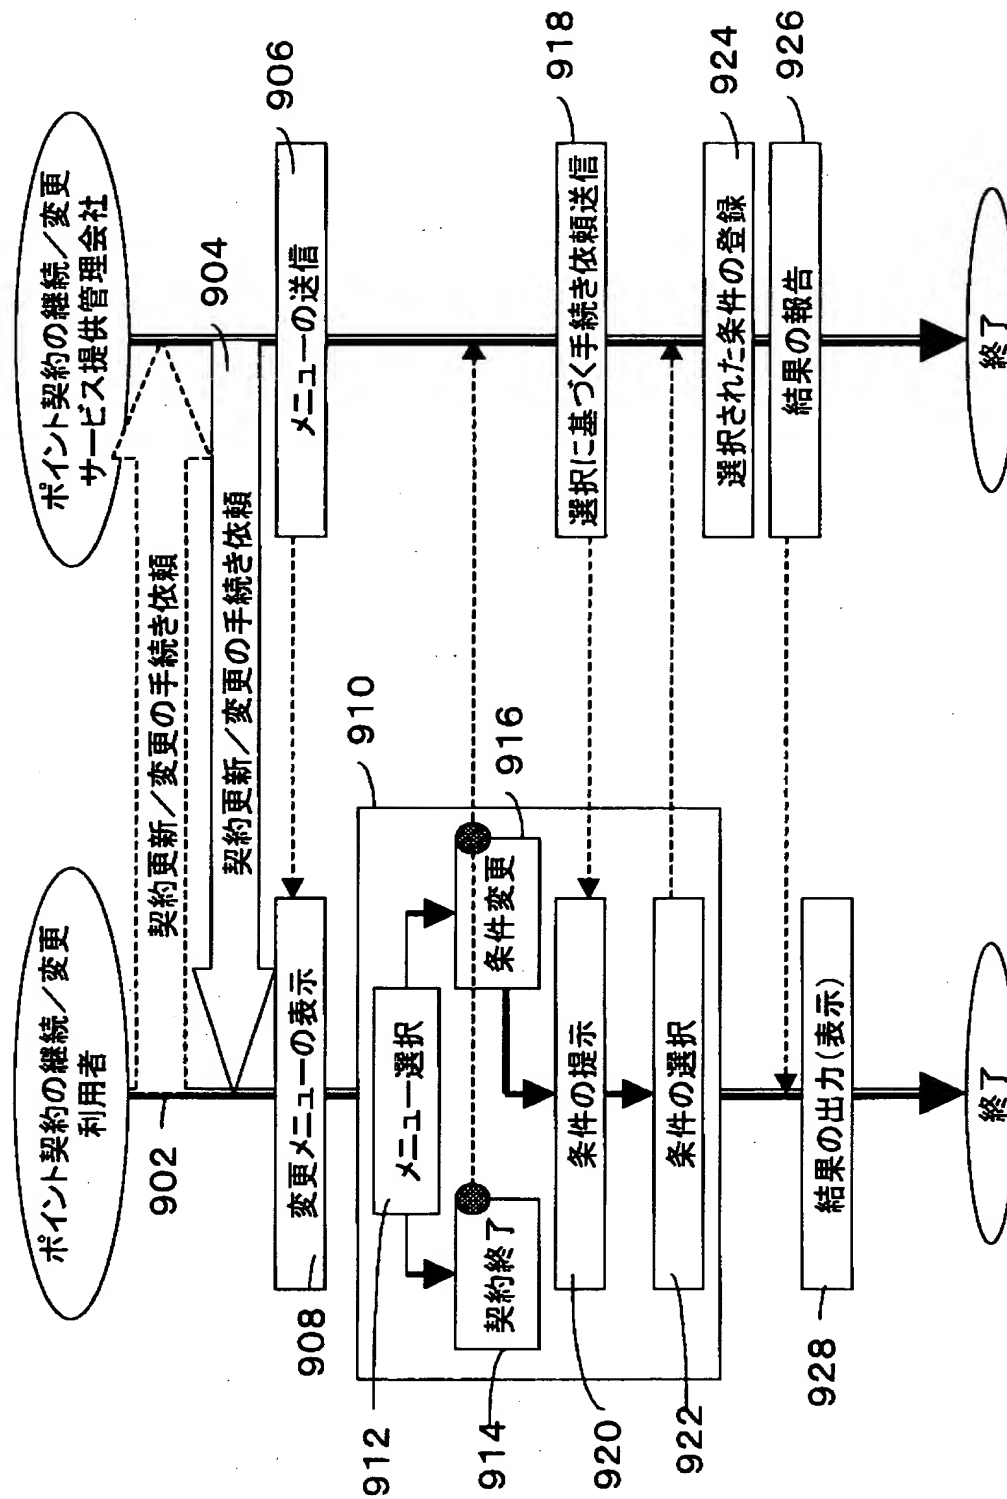 ポイント契約の継続/変更
利用者
ポイント契約の継続/変更
サービス提供管理会社
902
契約更新/変更の手続き依頼
904
契約更新/変更の手続き依頼
906
メニューの送信
908
変更メニューの表示
910
912
メニュー選択
914
契約終了
916
条件変更
918
選択に基づく手続き依頼送信
920
条件の提示
922
条件の選択
924
選択された条件の登録
926
結果の報告
928
結果の出力(表示)
終了
終了